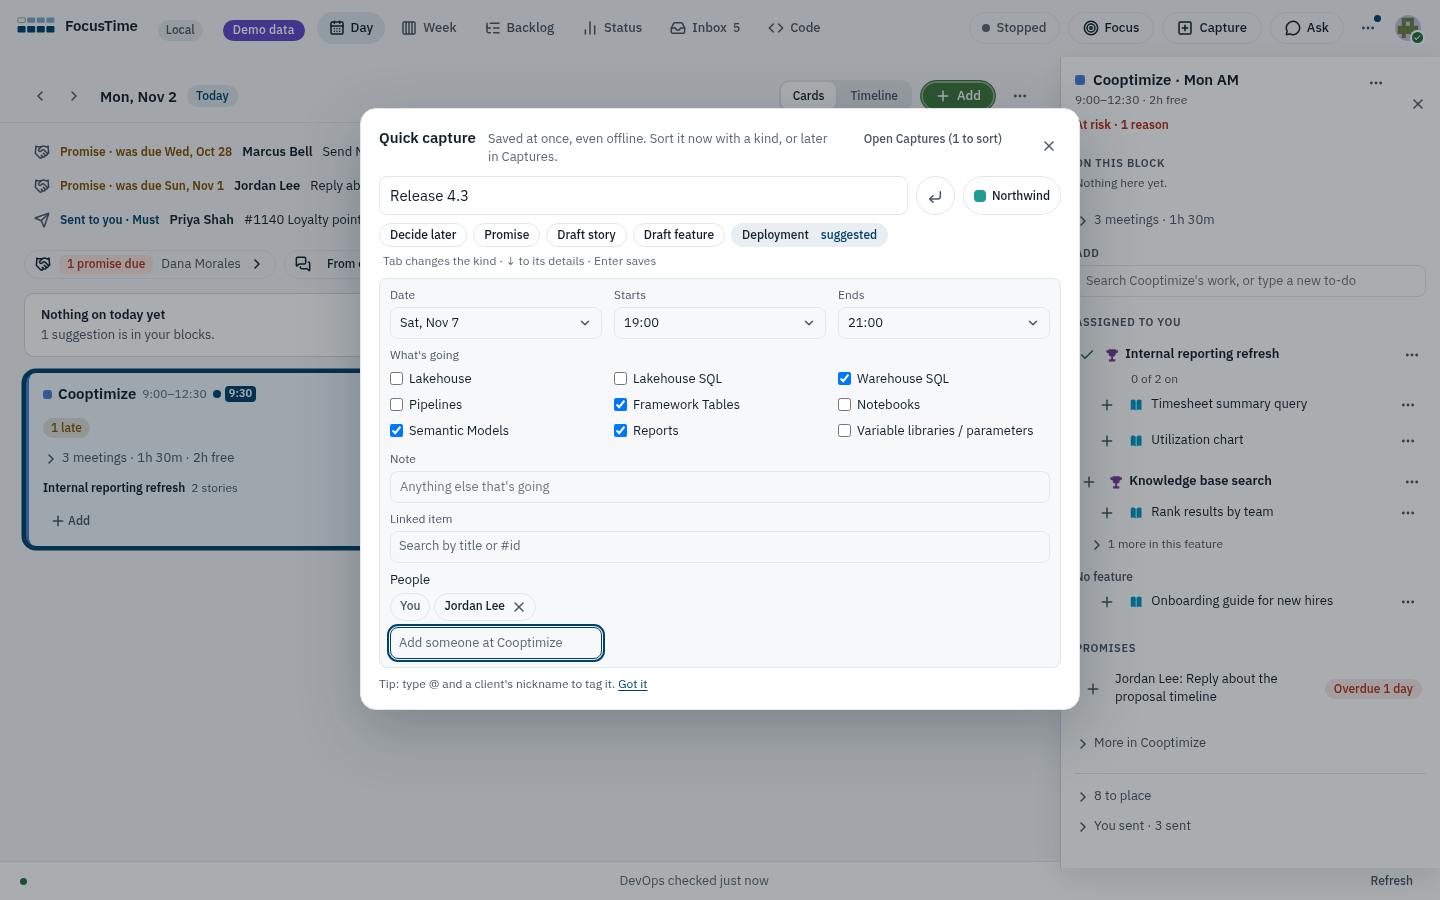 FocusTime
Local
Demo data
Day
Week
Backlog
Status
Inbox 5
Code
Stopped
Focus
Capture
Ask
Mon, Nov 2
Today
Cards
Timeline
Add
Promise · was due Wed, Oct 28 Marcus Bell Send
Promise · was due Sun, Nov 1 Jordan Lee Reply
Sent to you · Must Priya Shah #1140 Loyalty point
1 promise due Dana Morales
From
Nothing on today yet
1 suggestion is in your blocks.
Cooptimize 9:00–12:30 9:30
1 late
3 meetings · 1h 30m · 2h free
Internal reporting refresh 2 stories
Add
Quick capture
Saved at once, even offline. Sort it now with a kind, or later
in Captures.
Open Captures (1 to sort)
Release 4.3
Northwind
Decide later
Promise
Draft story
Draft feature
Deployment suggested
Tab changes the kind · ↓ to its details · Enter saves
Date
Starts
Ends
Sat, Nov 7
19:00
21:00
What's going
Lakehouse
Lakehouse SQL
Warehouse SQL
Pipelines
Framework Tables
Notebooks
Semantic Models
Reports
Variable libraries / parameters
Note
Anything else that's going
Linked item
Search by title or #id
People
You
Jordan Lee
Add someone at Cooptimize
Tip: type @ and a client's nickname to tag it. Got it
Cooptimize · Mon AM
9:00–12:30 · 2h free
At risk · 1 reason
ON THIS BLOCK
Nothing here yet.
3 meetings · 1h 30m
ADD
Search Cooptimize's work, or type a new to-do
ASSIGNED TO YOU
Internal reporting refresh
0 of 2 on
Timesheet summary query
Utilization chart
Knowledge base search
Rank results by team
1 more in this feature
No feature
Onboarding guide for new hires
PROMISES
Jordan Lee: Reply about the
proposal timeline
Overdue 1 day
More in Cooptimize
8 to place
You sent · 3 sent
DevOps checked just now
Refresh